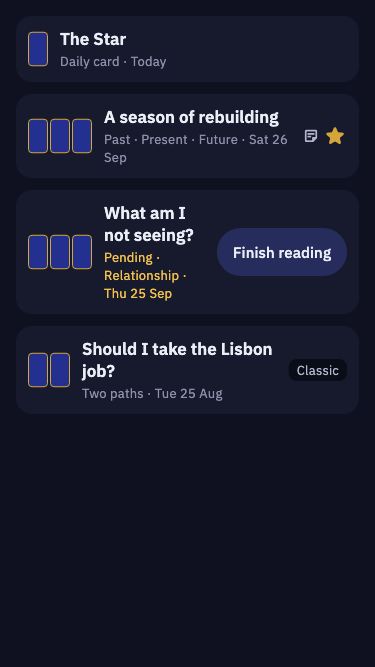 The Star
Daily card · Today
A season of rebuilding
Past · Present · Future · Sat 26
Sep
What am I
not seeing?
Pending ·
Relationship ·
Thu 25 Sep
Finish reading
Should I take the Lisbon
job?
Two paths · Tue 25 Aug
Classic